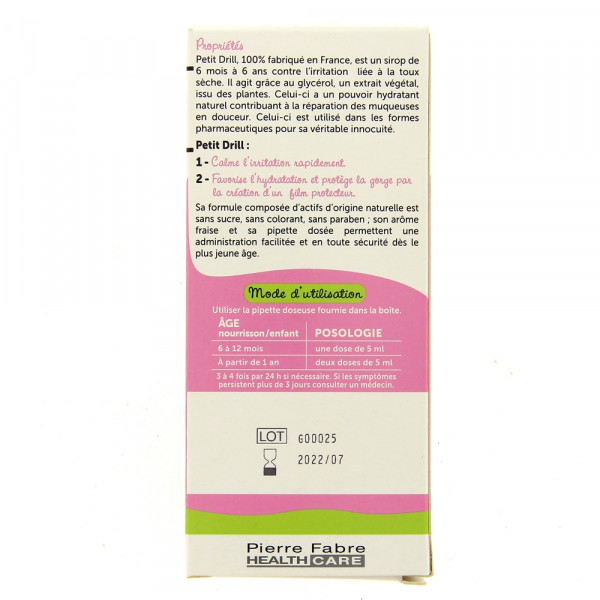 Propriétés
Petit Drill, 100% fabriqué en France, est un sirop de
6 mois à 6 ans contre l'irritation liée à la toux
sèche. Il agit grâce au glycérol, un extrait végétal,
issu des plantes. Celui-ci a un pouvoir hydratant
naturel contribuant à la réparation des muqueuses
en douceur. Celui-ci est utilisé dans les formes
pharmaceutiques pour sa véritable innocuité.
Petit Drill :
1 - Calme l'irritation rapidement.
2 - Favorise l'hydratation et protège la gorge par
la création d'un film protecteur.
Sa formule composée d'actifs d'origine naturelle est
sans sucre, sans colorant, sans paraben ; son arôme
fraise et sa pipette dosée permettent une
administration facilitée et en toute sécurité dès le
plus jeune âge.
Mode d'utilisation
Utiliser la pipette doseuse fournie dans la boîte.
ÂGE
nourrisson/enfant POSOLOGIE
6 à 12 mois une dose de 5 ml
À partir de 1 an deux doses de 5 ml
3 à 4 fois par 24 h si nécessaire. Si les symptômes
persistent plus de 3 jours consulter un médecin.
LOT G00025
2022/07
Pierre Fabre
HEALTH CARE